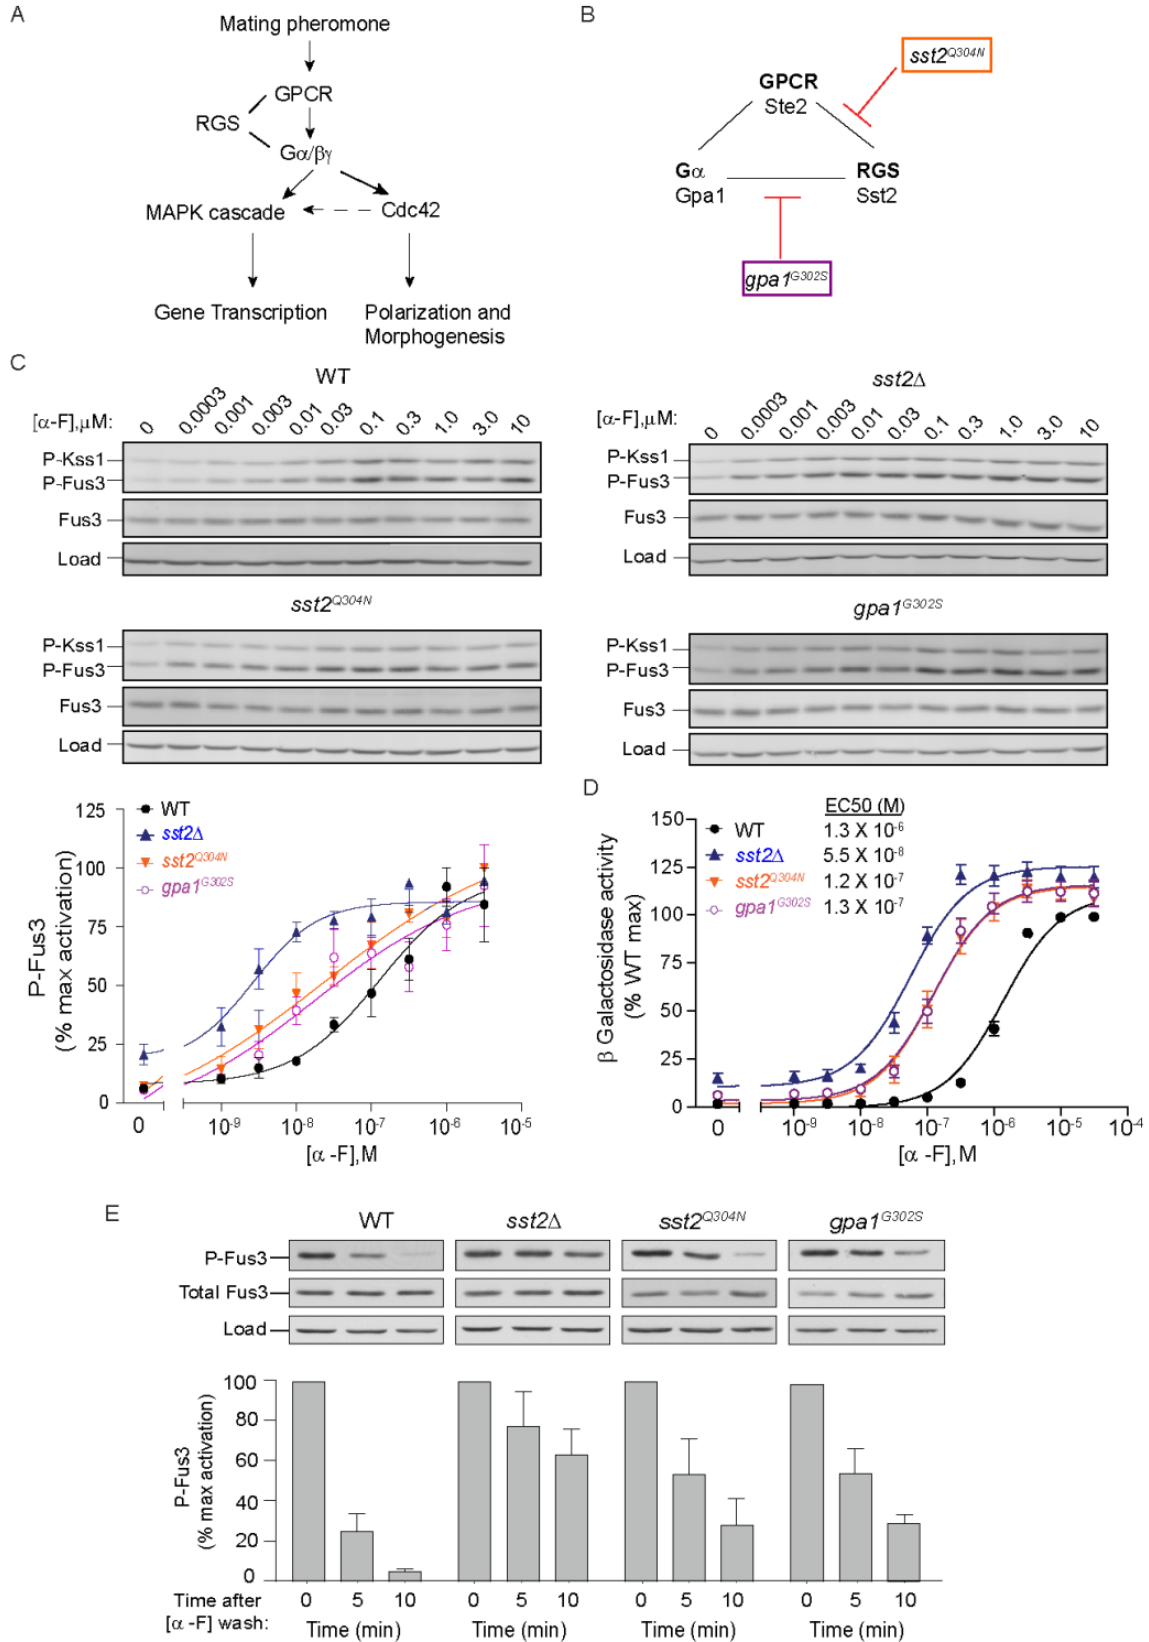 A
Mating pheromone
GPCR
RGS
Gα/βγ
MAPK cascade
Cdc42
Gene Transcription
Polarization and
Morphogenesis
B
sst2Q304N
GPCR
Ste2
Gα
Gpa1
RGS
Sst2
gpa1G302S
C
WT
[α-F],μM: 0 0.0003 0.001 0.003 0.01 0.03 0.1 0.3 1.0 3.0 10
P-Kss1
P-Fus3
Fus3
Load
sst2Δ
[α-F],μM: 0 0.0003 0.0001 0.003 0.01 0.03 0.1 0.3 1.0 3.0 10
P-Kss1
P-Fus3
Fus3
Load
sst2Q304N
P-Kss1
P-Fus3
Fus3
Load
gpa1G302S
P-Kss1
P-Fus3
Fus3
Load
P-Fus3
(% max activation)
125
100
75
50
25
0
WT
sst2Δ
sst2Q304N
gpa1G302S
0 10-9 10-8 10-7 10-6 10-5
[α -F],M
D
β Galactosidase activity
(% WT max)
150
125
100
75
50
25
0
EC50 (M)
WT 1.3 X 10-6
sst2Δ 5.5 X 10-8
sst2Q304N 1.2 X 10-7
gpa1G302S 1.3 X 10-7
0 10-9 10-8 10-7 10-6 10-5 10-4
[α -F],M
E
WT sst2Δ sst2Q304N gpa1G302S
P-Fus3
Total Fus3
Load
P-Fus3
(% max activation)
100
80
60
40
20
0
Time after 0 5 10 0 5 10 0 5 10 0 5 10
[α -F] wash: Time (min) Time (min) Time (min) Time (min)